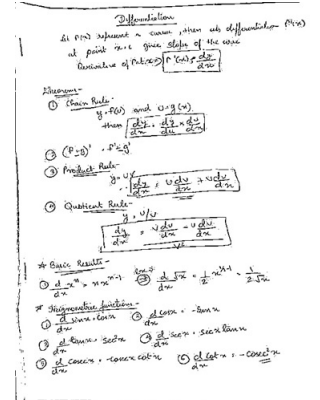 Differentiation
Let P(x) represent a curve, then its differentiation P'(x)
at point x=c gives slope of the curve
Derivative of P at x → P'(x) = dy/dx
Theorems-
① Chain Rule-
y = f(u) and u = g(x)
then dy/dx = dy/du × du/dx
② (f ± g)' = f' ± g'
③ Product Rule-
y = u v
dy/dx = u dv/dx + v du/dx
④ Quotient Rule-
y = u/v
dy/dx = v du/dx - u dv/dx / v²
* Basic Results-
① d/dx xⁿ = n xⁿ⁻¹ d/dx √x = 1/2 x^(1/2-1) = 1/2√x
* Trigonometric functions-
① d/dx sinx = cosx ② d/dx cosx = -sinx
③ d/dx tanx = sec²x ④ d/dx secx = secx tanx
⑤ d/dx cosecx = -cosecx cotx ⑥ d/dx cotx = -cosec²x